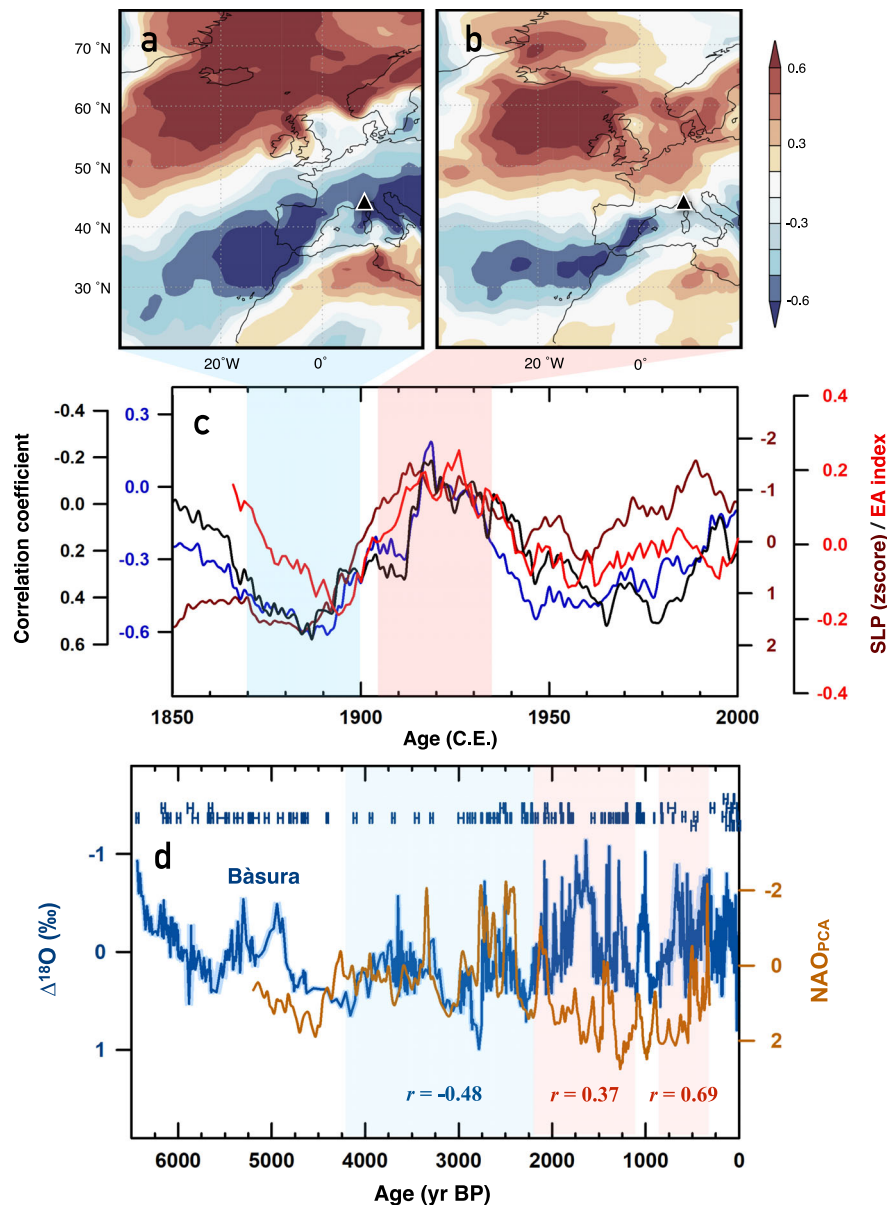 a
b
70 °N
60 °N
50 °N
40 °N
30 °N
0.6
0.3
-0.3
-0.6
20°W
0°
20 °W
0°
c
-0.4
-0.2
0.0
0.2
0.4
0.6
Correlation coefficient
0.3
0.0
-0.3
-0.6
-2
-1
0
1
2
0.4
0.2
0.0
-0.2
-0.4
SLP (zscore) / EA index
1850
1900
1950
2000
Age (C.E.)
d
Bàsura
-1
0
1
Δ18O (‰)
-2
0
2
NAOPCA
r = -0.48
r = 0.37
r = 0.69
6000
5000
4000
3000
2000
1000
0
Age (yr BP)